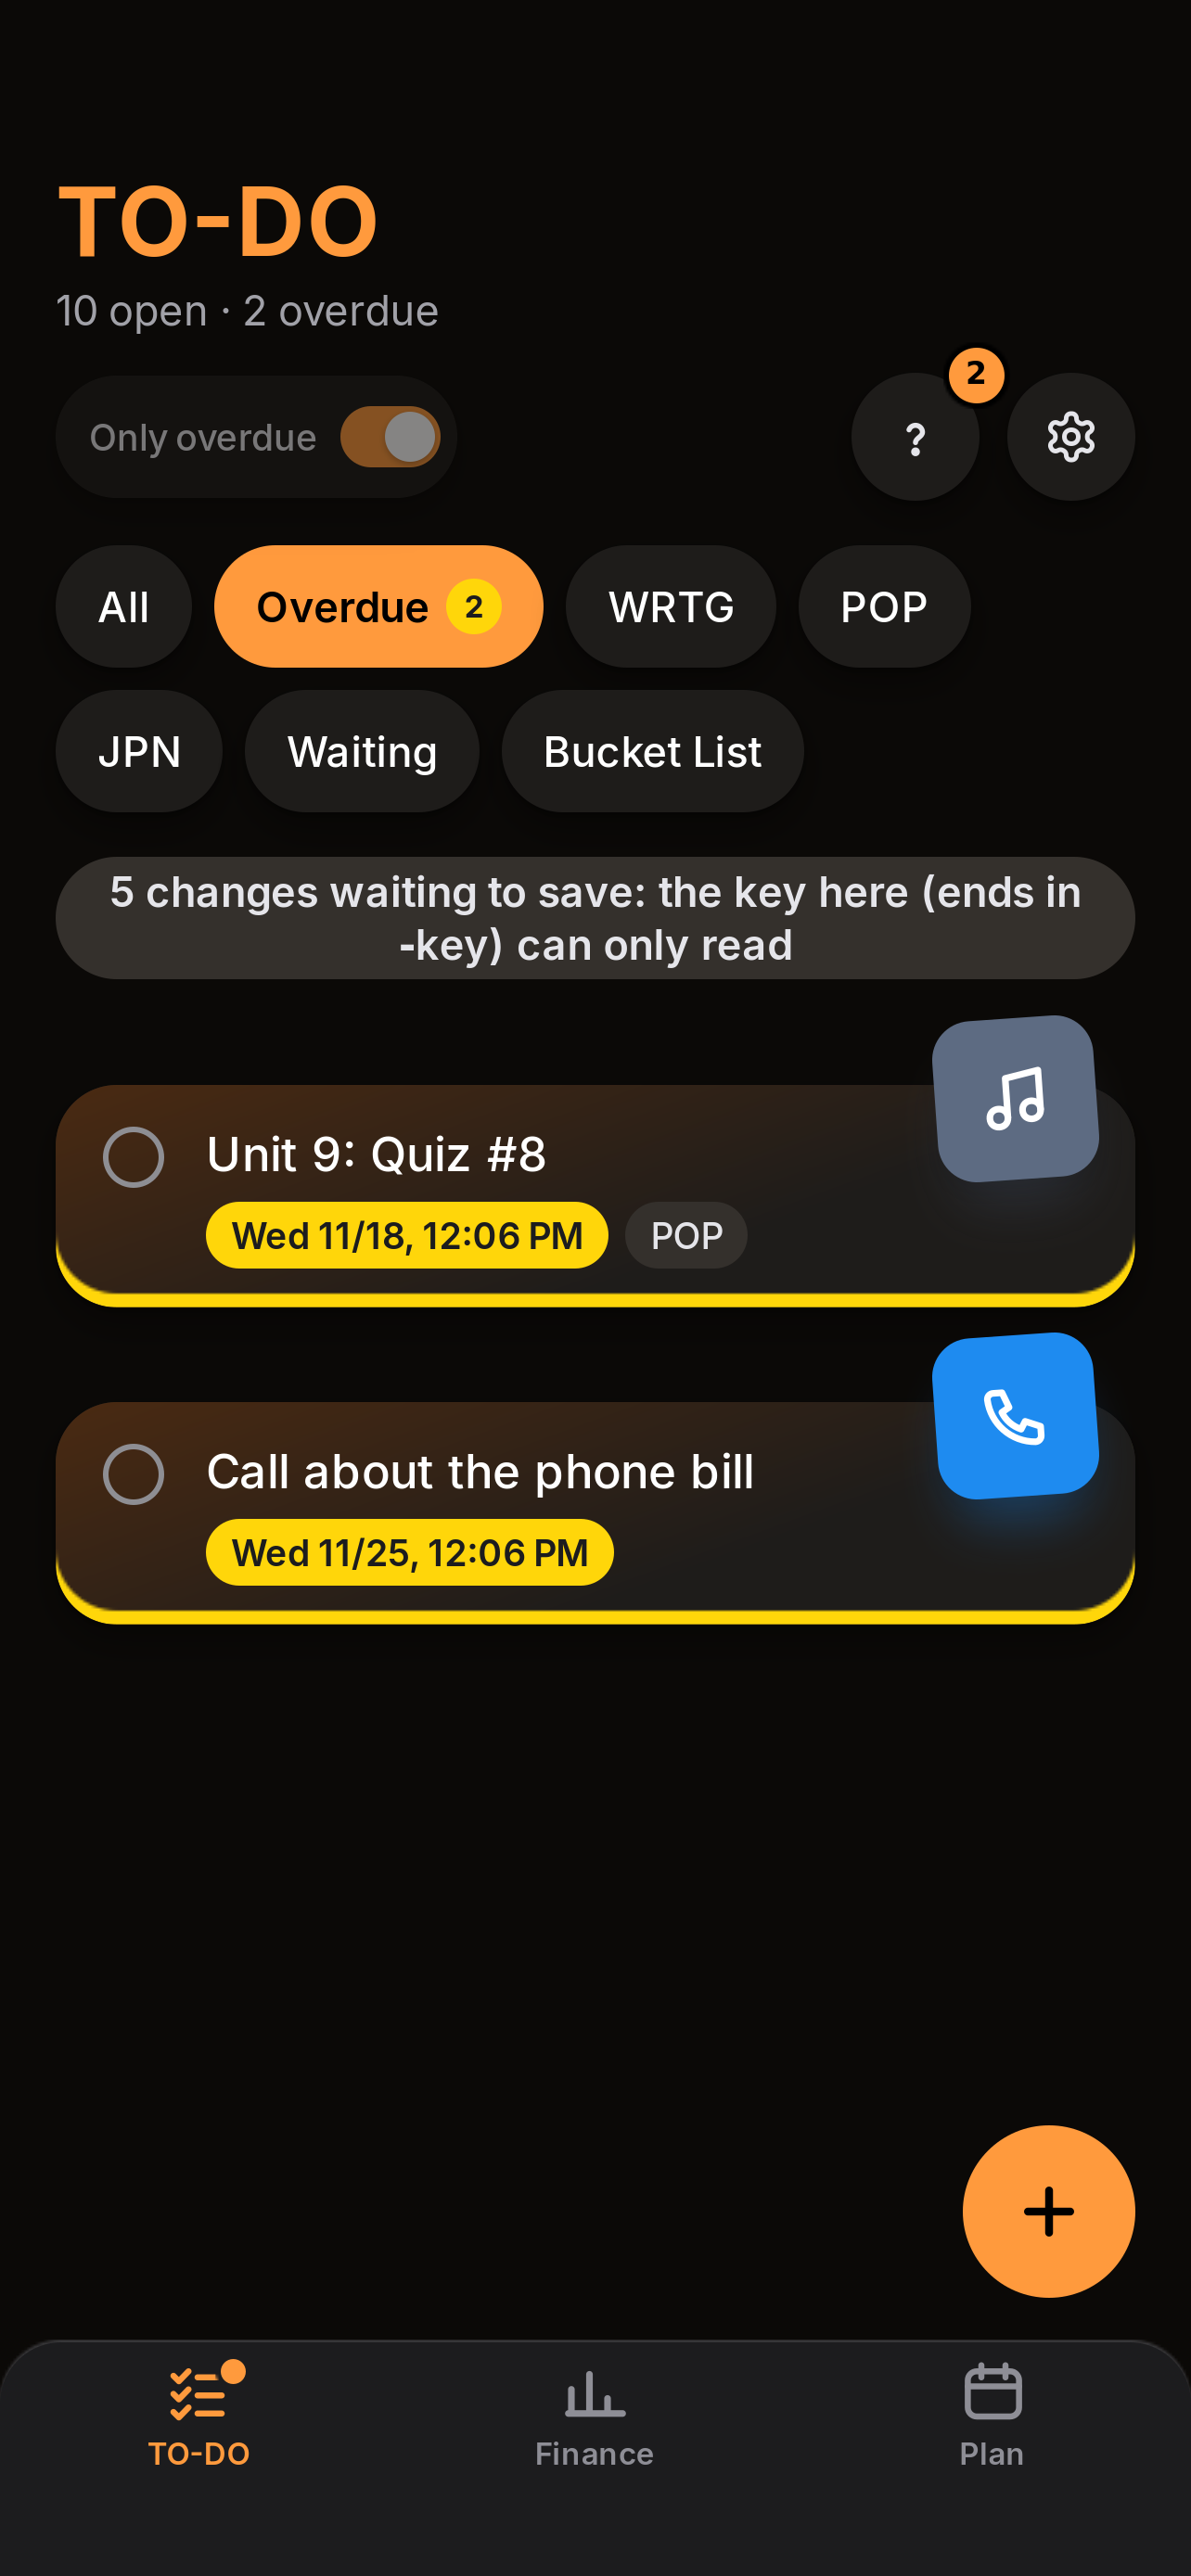 TO-DO
10 open · 2 overdue
Only overdue
?
2
All
Overdue 2
WRTG
POP
JPN
Waiting
Bucket List
5 changes waiting to save: the key here (ends in
-key) can only read
Unit 9: Quiz #8
Wed 11/18, 12:06 PM
POP
Call about the phone bill
Wed 11/25, 12:06 PM
TO-DO
Finance
Plan